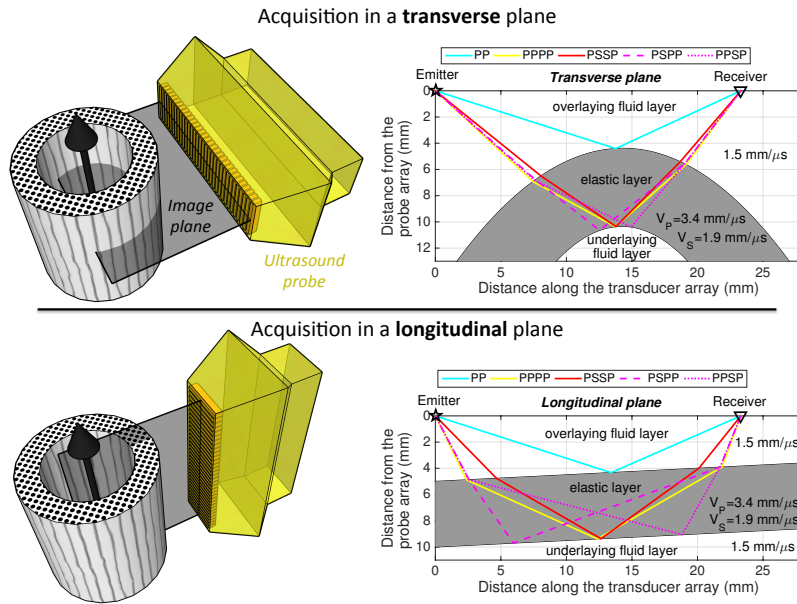 Acquisition in a transverse plane
Image
plane
Ultrasound
probe
PP PPPP PSSP PSPP PPSP
Emitter Transverse plane Receiver
overlaying fluid layer
1.5 mm/μs
elastic layer
V_P=3.4 mm/μs
V_S=1.9 mm/μs
underlaying
fluid layer
Distance from the
probe array (mm)
0
2
4
6
8
10
12
0 5 10 15 20 25
Distance along the transducer array (mm)
Acquisition in a longitudinal plane
PP PPPP PSSP PSPP PPSP
Emitter Longitudinal plane Receiver
overlaying fluid layer
1.5 mm/μs
elastic layer
V_P=3.4 mm/μs
V_S=1.9 mm/μs
underlaying fluid layer 1.5 mm/μs
Distance from the
probe array (mm)
0
2
4
6
8
10
0 5 10 15 20 25
Distance along the transducer array (mm)